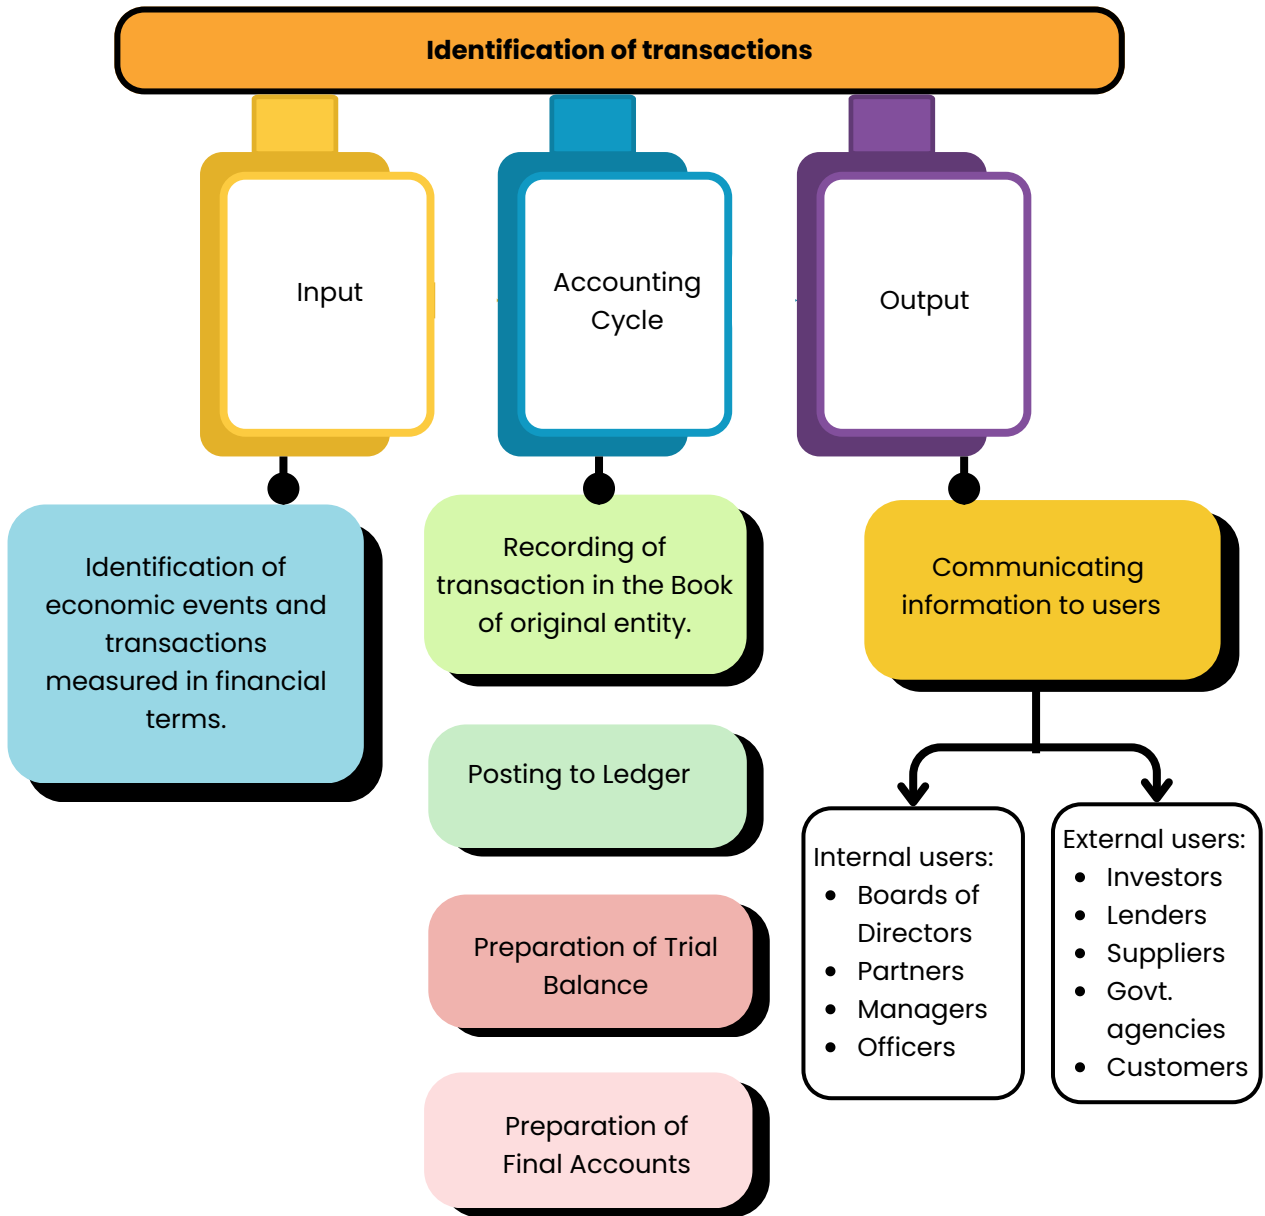 Identification of transactions
Input
Accounting
Cycle
Output
Identification of
economic events and
transactions
measured in financial
terms.
Recording of
transaction in the Book
of original entity.
Posting to Ledger
Preparation of Trial
Balance
Preparation of
Final Accounts
Communicating
information to users
Internal users:
• Boards of
Directors
• Partners
• Managers
• Officers
External users:
• Investors
• Lenders
• Suppliers
• Govt.
agencies
• Customers